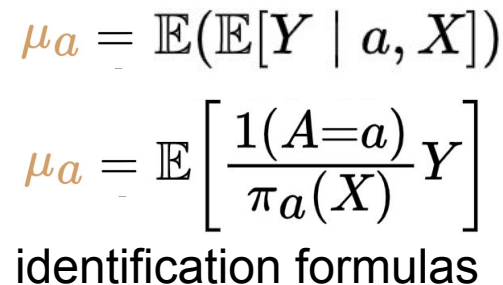 μa = 𝔼(𝔼[Y | a, X])
μa = 𝔼[1(A=a)/πa(X) Y]
identification formulas